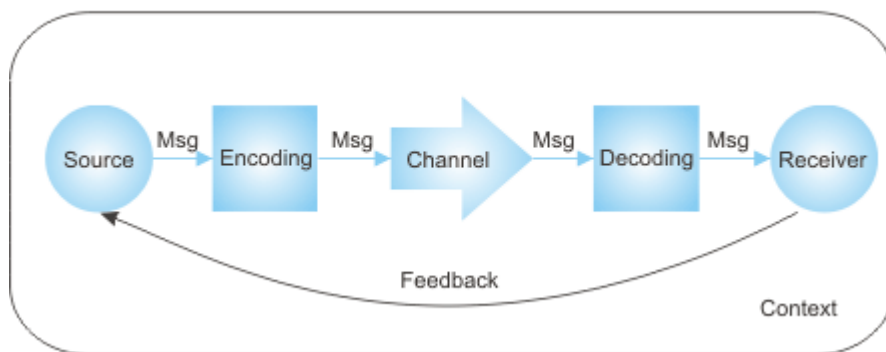 Msg Msg Msg Msg
Source Encoding Channel Decoding Receiver
Feedback
Context